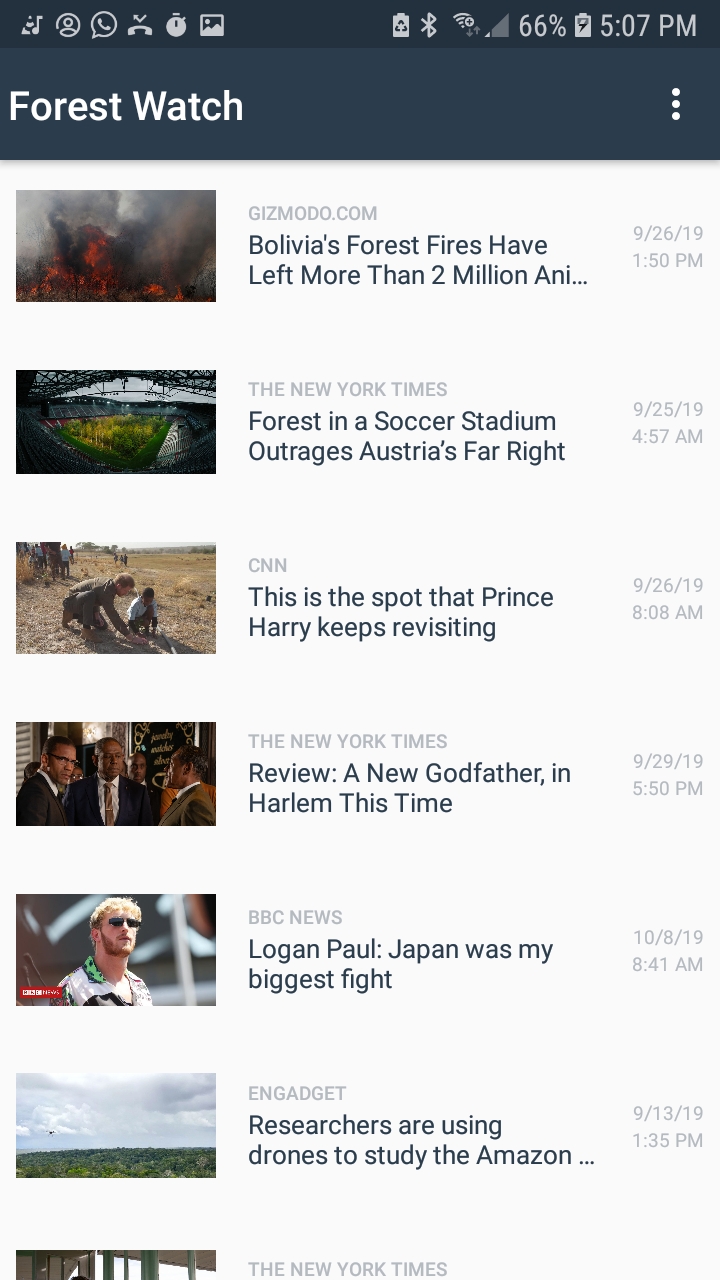 66% 5:07 PM
Forest Watch
GIZMODO.COM
Bolivia's Forest Fires Have
Left More Than 2 Million Ani...
9/26/19
1:50 PM
THE NEW YORK TIMES
Forest in a Soccer Stadium
Outrages Austria’s Far Right
9/25/19
4:57 AM
CNN
This is the spot that Prince
Harry keeps revisiting
9/26/19
8:08 AM
jewelry
watches
THE NEW YORK TIMES
Review: A New Godfather, in
Harlem This Time
9/29/19
5:50 PM
BBC NEWS
BBC NEWS
Logan Paul: Japan was my
biggest fight
10/8/19
8:41 AM
ENGADGET
Researchers are using
drones to study the Amazon ...
9/13/19
1:35 PM
THE NEW YORK TIMES